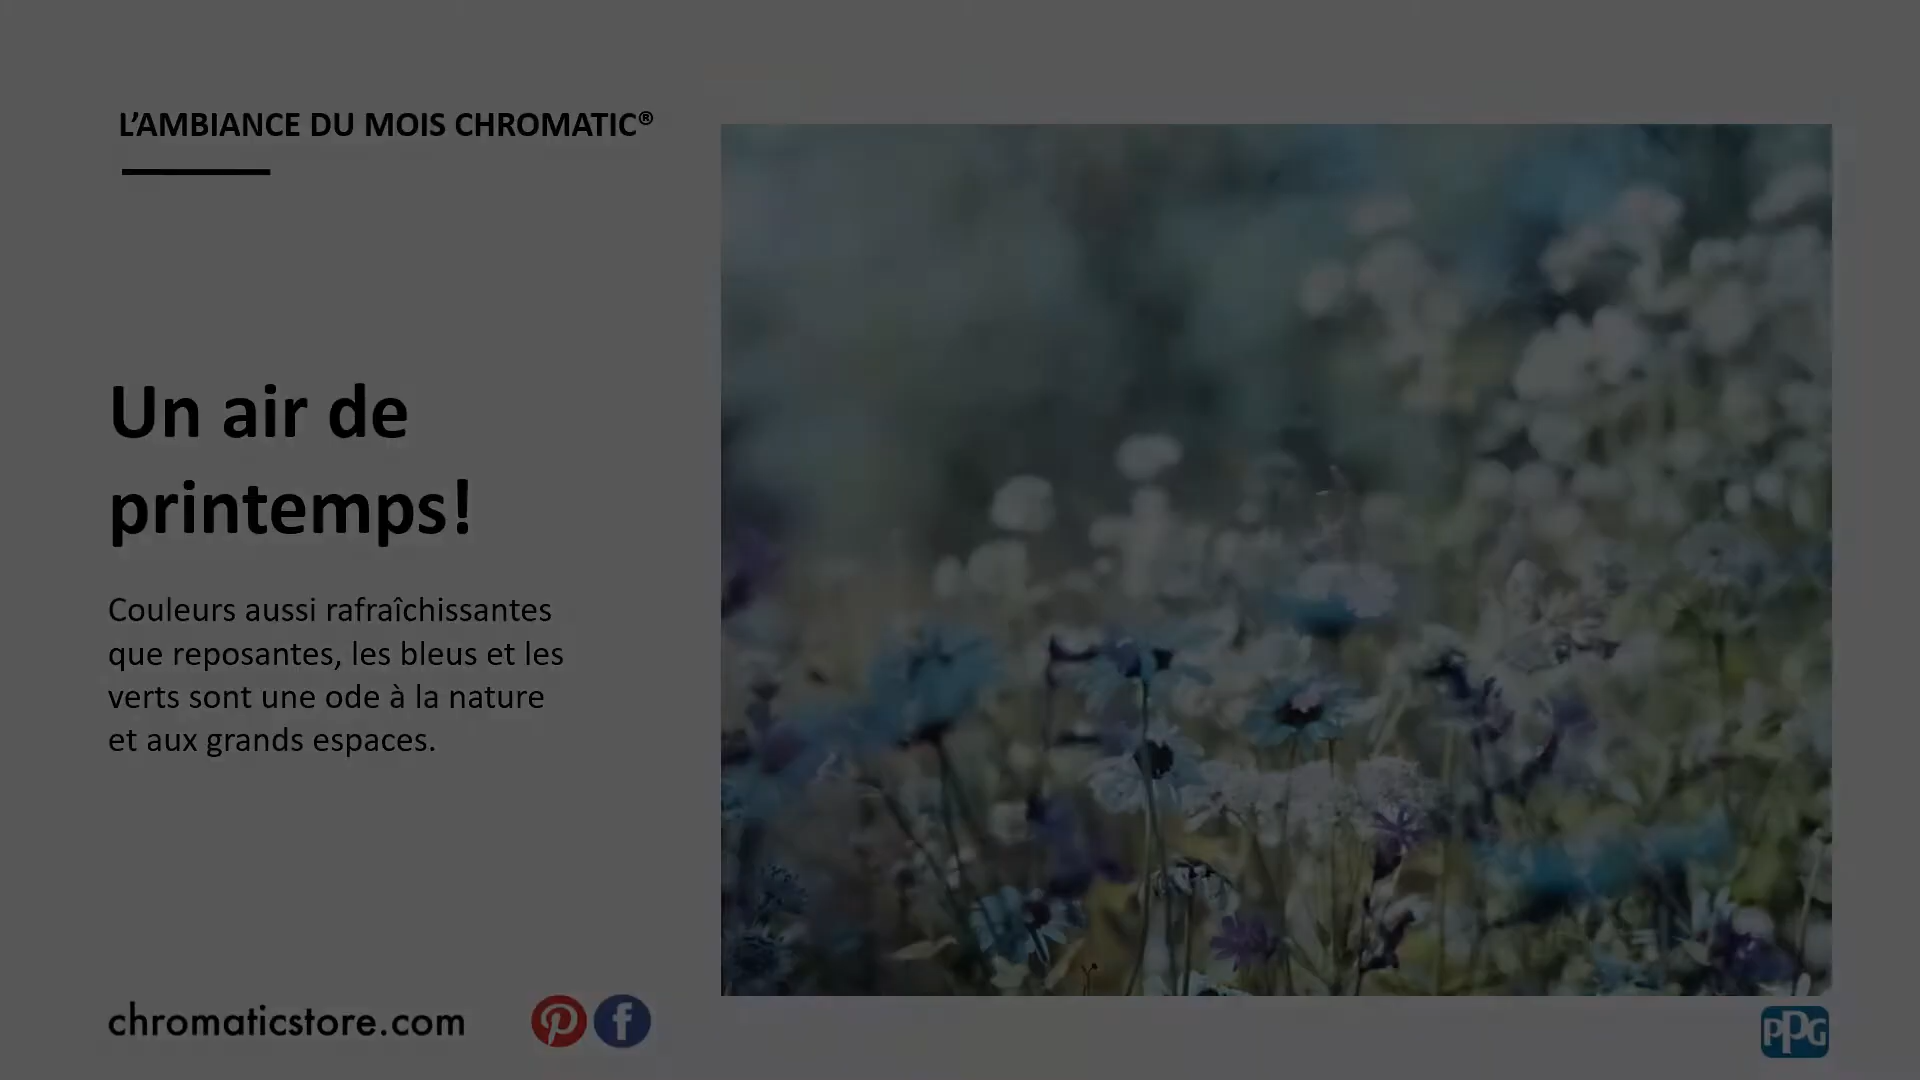 L’AMBIANCE DU MOIS CHROMATIC®
Un air de
printemps!
Couleurs aussi rafraîchissantes
que reposantes, les bleus et les
verts sont une ode à la nature
et aux grands espaces.
chromaticstore.com
PPG